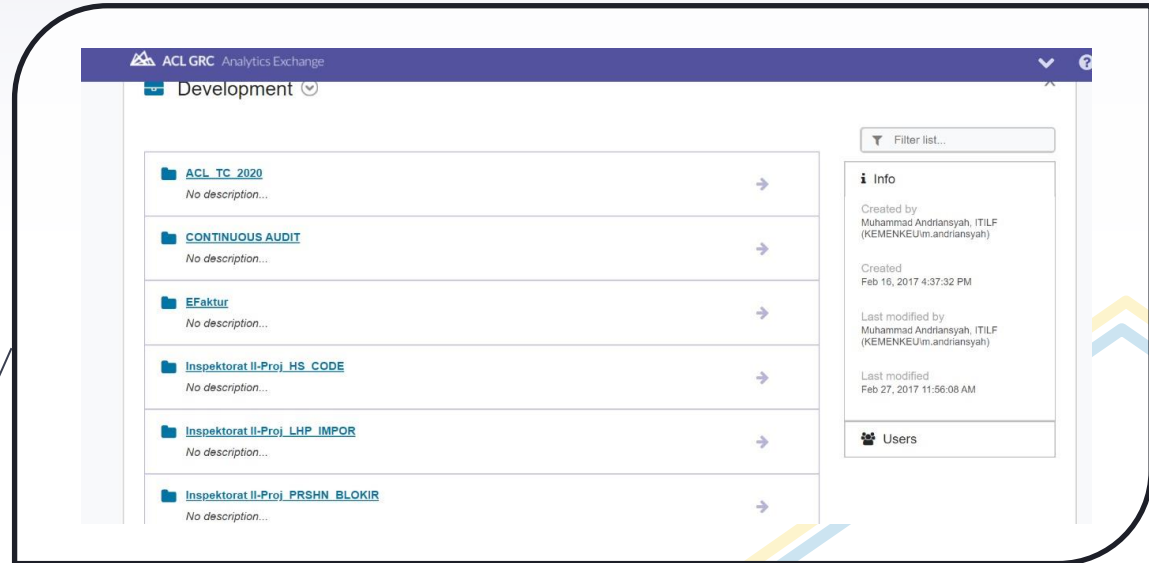 ACL GRC Analytics Exchange
Development
Filter list...
ACL_TC_2020
No description...
CONTINUOUS AUDIT
No description...
EFaktur
No description...
Inspektorat II-Proj_HS_CODE
No description...
Inspektorat II-Proj_LHP_IMPOR
No description...
Inspektorat II-Proj_PRSHN_BLOKIR
No description...
Info
Created by
Muhammad Andriansyah, ITILF
(KEMENKEU\m.andriansyah)
Created
Feb 16, 2017 4:37:32 PM
Last modified by
Muhammad Andriansyah, ITILF
(KEMENKEU\m.andriansyah)
Last modified
Feb 27, 2017 11:56:08 AM
Users